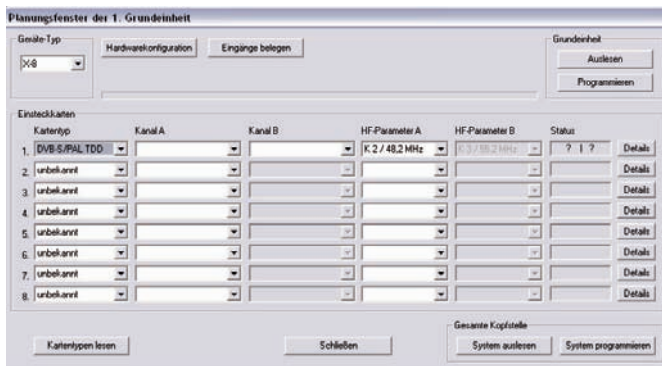 Planungsfenster der 1. Grundeinheit
Geräte-Typ
X-8
Hardwarekonfiguration
Eingänge belegen
Grundeinheit
Auslesen
Programmieren
Einsteckkarten
Kartentyp Kanal A Kanal B HF-Parameter A HF-Parameter B Status
1. DVB-S/PAL TDD K 2 / 48,2 MHz K 3 / 55,2 MHz ? | ? Details
2. unbekannt Details
3. unbekannt Details
4. unbekannt Details
5. unbekannt Details
6. unbekannt Details
7. unbekannt Details
8. unbekannt Details
Kartentypen lesen
Schließen
Gesamte Kopfstelle
System auslesen
System programmieren